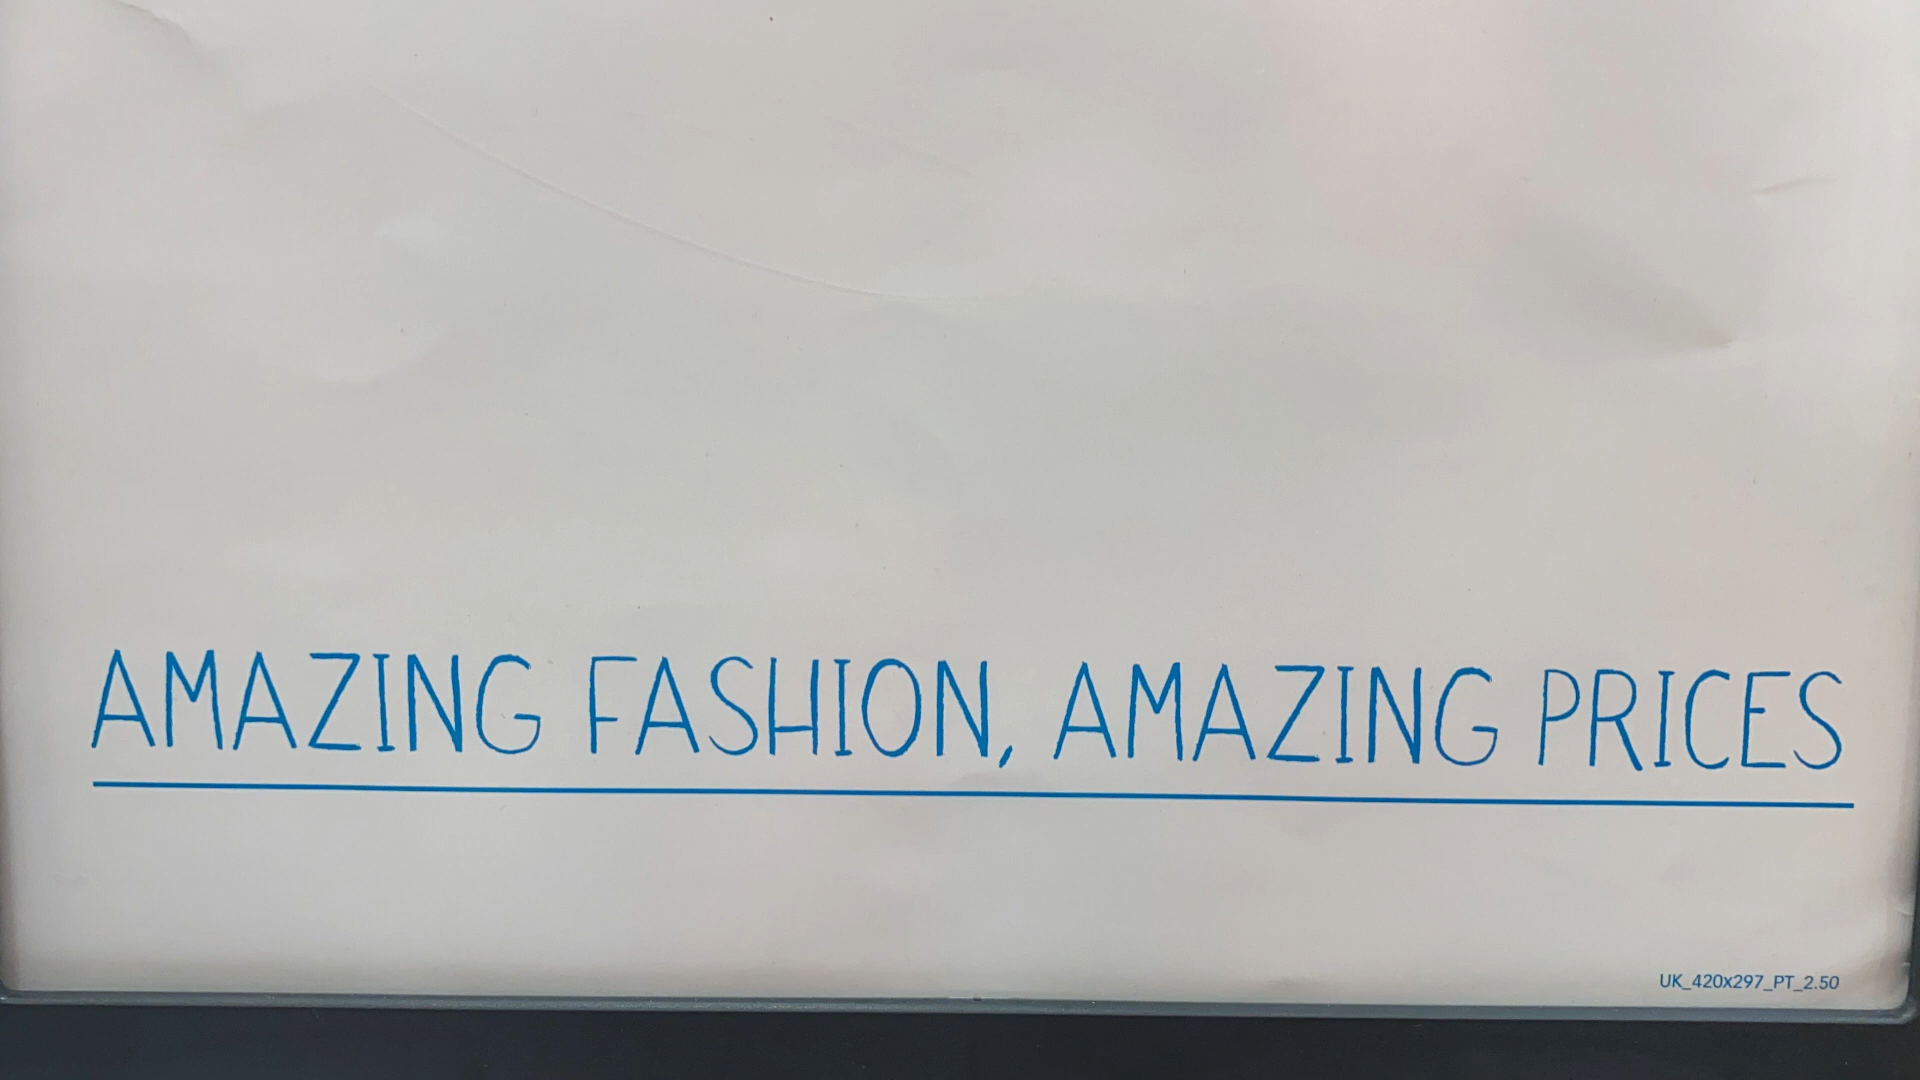 AMAZING FASHION, AMAZING PRICES
UK_420x297_PT_2.50